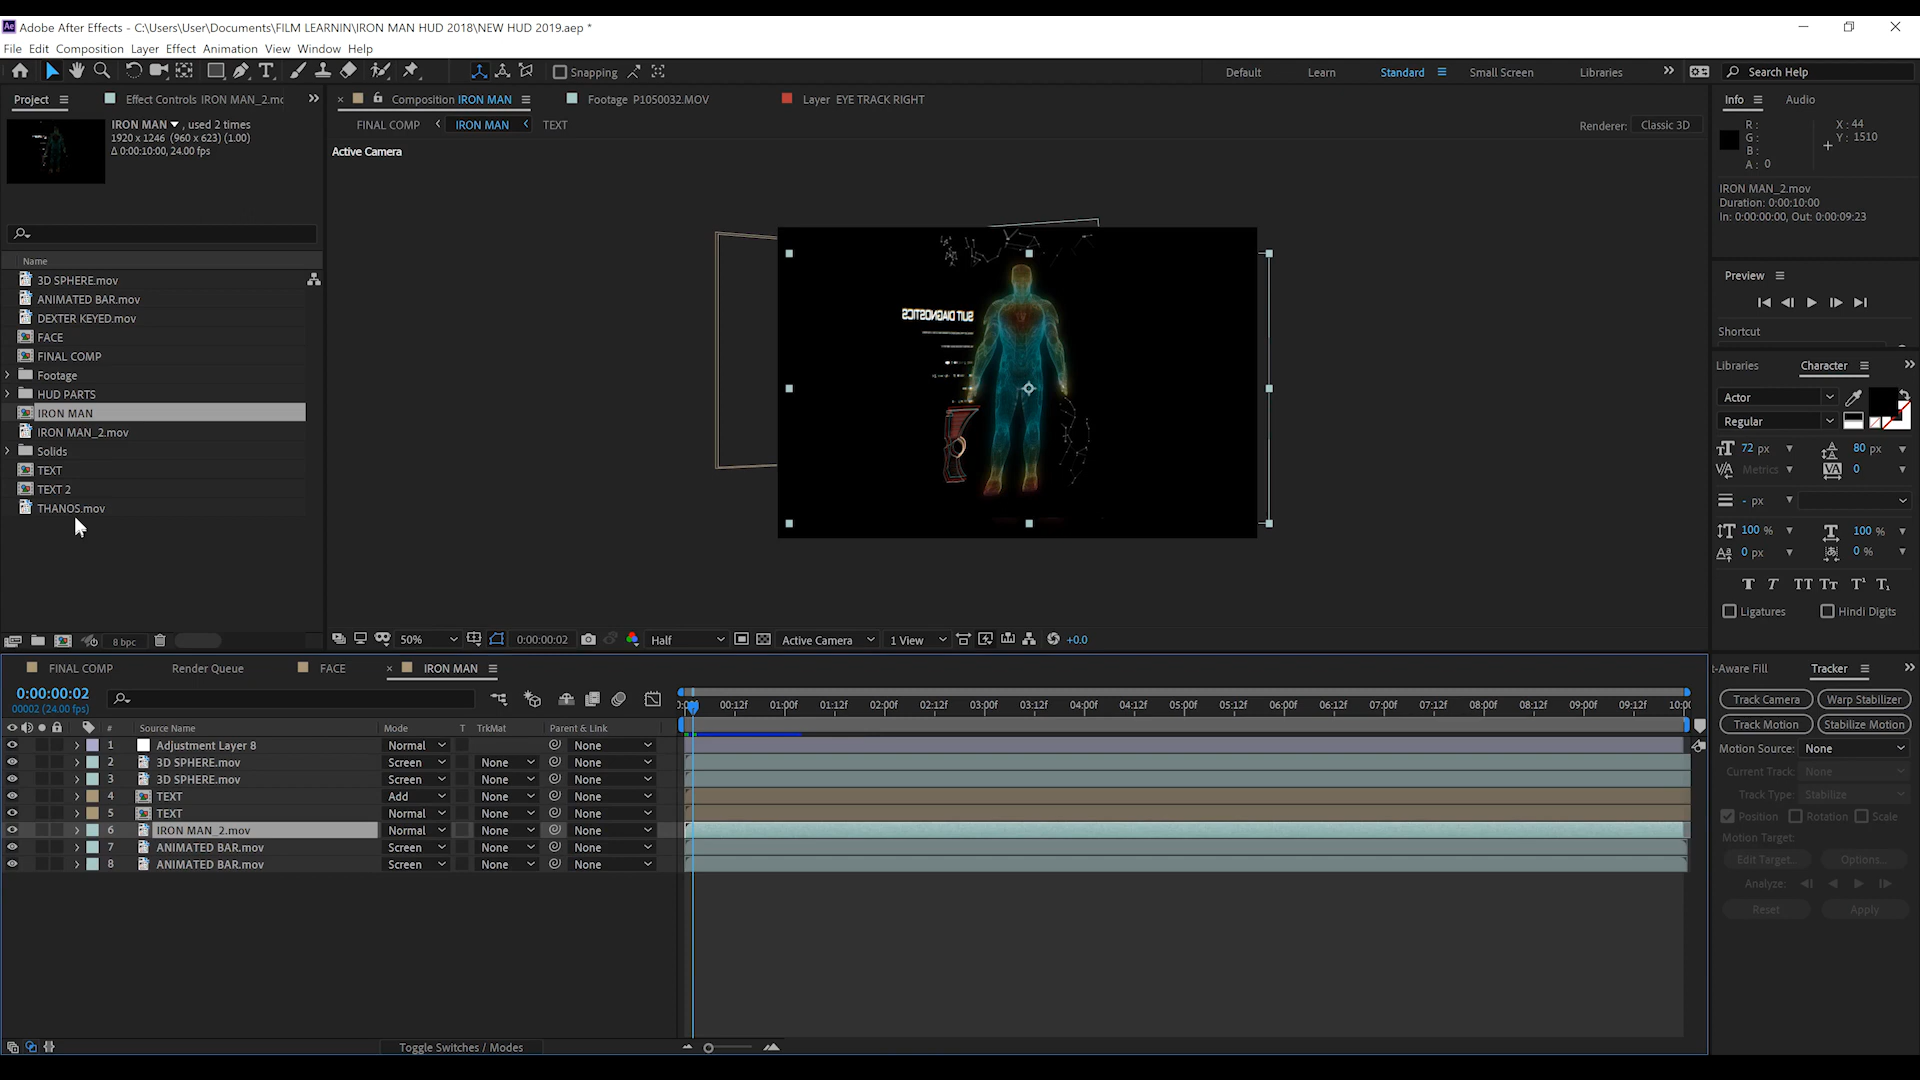 Adobe After Effects - C:\Users\User\Documents\FILM LEARNIN\IRON MAN HUD 2018\NEW HUD 2019.aep *
File Edit Composition Layer Effect Animation View Window Help
Snapping
Default Learn Standard Small Screen Libraries Search Help
Project Effect Controls IRON MAN_2.mc
Composition IRON MAN Footage P1050032.MOV Layer EYE TRACK RIGHT
Info Audio
IRON MAN , used 2 times
1920 x 1246 (960 x 623) (1.00)
Δ 0:00:10:00, 24.00 fps
FINAL COMP IRON MAN TEXT
Renderer: Classic 3D
Active Camera
R:
G:
B:
A: 0
X: 44
Y: 1510
IRON MAN_2.mov
Duration: 0:00:10:00
In: 0:00:00:00, Out: 0:00:09:23
Name
3D SPHERE.mov
ANIMATED BAR.mov
DEXTER KEYED.mov
FACE
FINAL COMP
Footage
HUD PARTS
IRON MAN
IRON MAN_2.mov
Solids
TEXT
TEXT 2
THANOS.mov
8 bpc
SUIT DIAGNOSTICS
50% 0:00:00:02 Half Active Camera 1 View +0.0
Preview
Shortcut
Libraries Character
Actor
Regular
72 px 80 px
Metrics 0
- px
100 % 100 %
0 px 0 %
T T TT Tt T¹ T₁
Ligatures Hindi Digits
FINAL COMP Render Queue FACE IRON MAN
0:00:00:02
00002 (24.00 fps)
00:12f 01:00f 01:12f 02:00f 02:12f 03:00f 03:12f 04:00f 04:12f 05:00f 05:12f 06:00f 06:12f 07:00f 07:12f 08:00f 08:12f 09:00f 09:12f 10:00
# Source Name Mode T TrkMat Parent & Link
1 Adjustment Layer 8 Normal None
2 3D SPHERE.mov Screen None None
3 3D SPHERE.mov Screen None None
4 TEXT Add None None
5 TEXT Normal None None
6 IRON MAN_2.mov Normal None None
7 ANIMATED BAR.mov Screen None None
8 ANIMATED BAR.mov Screen None None
Toggle Switches / Modes
t-Aware Fill Tracker
Track Camera Warp Stabilizer
Track Motion Stabilize Motion
Motion Source: None
Current Track: None
Track Type: Stabilize
Position Rotation Scale
Motion Target:
Edit Target... Options...
Analyze:
Reset Apply